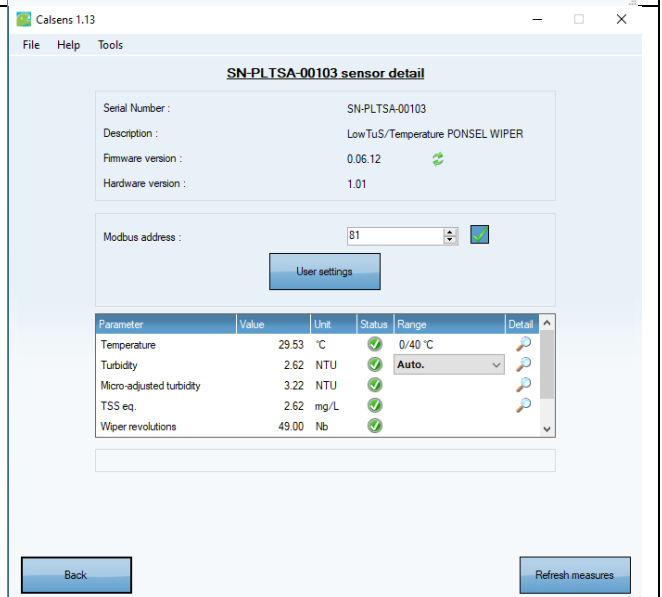 Calsens 1.13
File Help Tools
SN-PLTSA-00103 sensor detail
Serial Number : SN-PLTSA-00103
Description : LowTuS/Temperature PONSEL WIPER
Firmware version : 0.06.12
Hardware version : 1.01
Modbus address : 81
User settings
Parameter Value Unit Status Range Detail
Temperature 29.53 °C 0/40 °C
Turbidity 2.62 NTU Auto.
Micro-adjusted turbidity 3.22 NTU
TSS eq. 2.62 mg/L
Wiper revolutions 49.00 Nb
Back Refresh measures